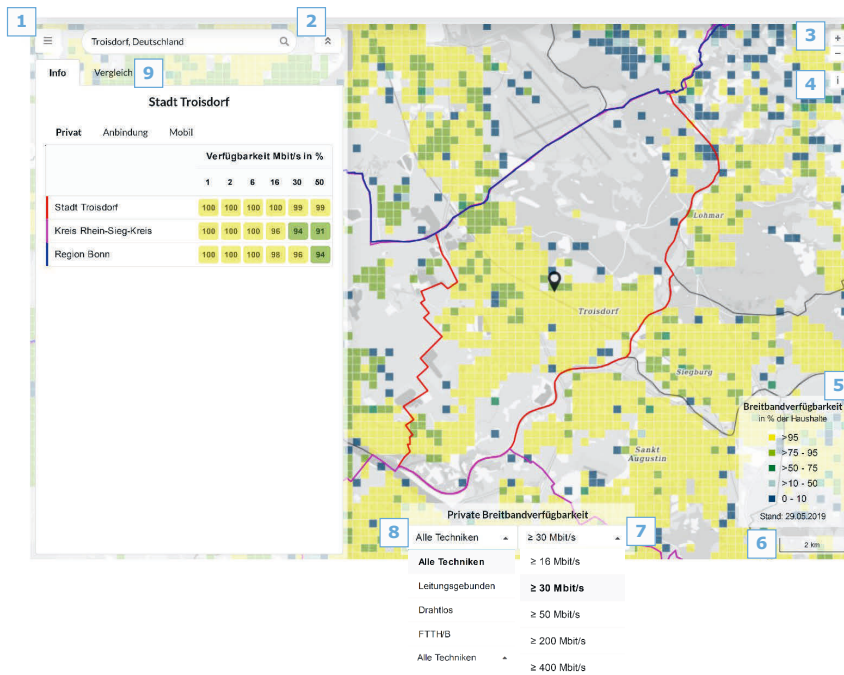 1
2
3
Troisdorf, Deutschland
+
−
4
i
Info Vergleich 9
Stadt Troisdorf
Privat Anbindung Mobil
Verfügbarkeit Mbit/s in %
1 2 6 16 30 50
Stadt Troisdorf 100 100 100 100 99 99
Kreis Rhein-Sieg-Kreis 100 100 100 96 94 91
Region Bonn 100 100 100 98 96 94
Lohmar
Troisdorf
Siegburg
Sankt
Augustin
5
Breitbandverfügbarkeit
in % der Haushalte
>95
>75 - 95
>50 - 75
>10 - 50
0 - 10
Stand: 29.05.2019
6
2 km
Private Breitbandverfügbarkeit
8
Alle Techniken
≥ 30 Mbit/s
7
Alle Techniken
Leitungsgebunden
Drahtlos
FTTH/B
Alle Techniken
≥ 16 Mbit/s
≥ 30 Mbit/s
≥ 50 Mbit/s
≥ 200 Mbit/s
≥ 400 Mbit/s